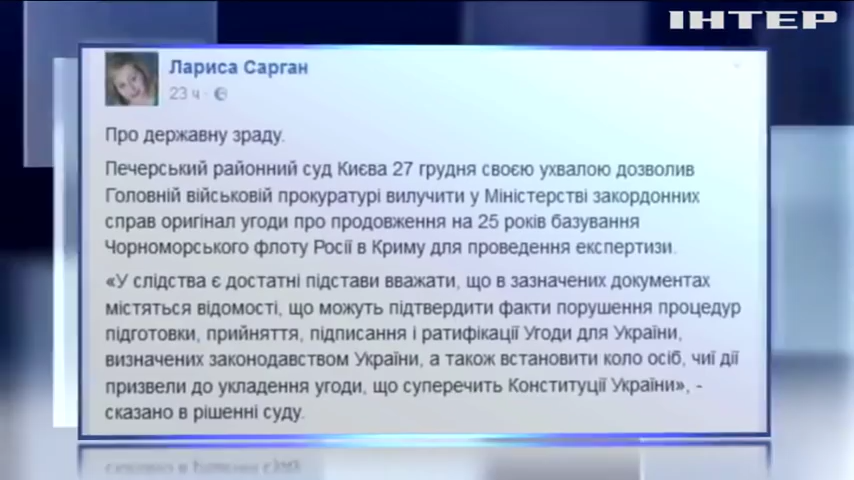 ІНТЕР
Лариса Сарган
23 ч ·
Про державну зраду.
Печерський районний суд Києва 27 грудня своєю ухвалою дозволив
Головній військовій прокуратурі вилучити у Міністерстві закордонних
справ оригінал угоди про продовження на 25 років базування
Чорноморського флоту Росії в Криму для проведення експертизи.
«У слідства є достатні підстави вважати, що в зазначених документах
містяться відомості, що можуть підтвердити факти порушення процедур
підготовки, прийняття, підписання і ратифікації Угоди для України,
визначених законодавством України, а також встановити коло осіб, чиї дії
призвели до укладення угоди, що суперечить Конституції України», -
сказано в рішенні суду.